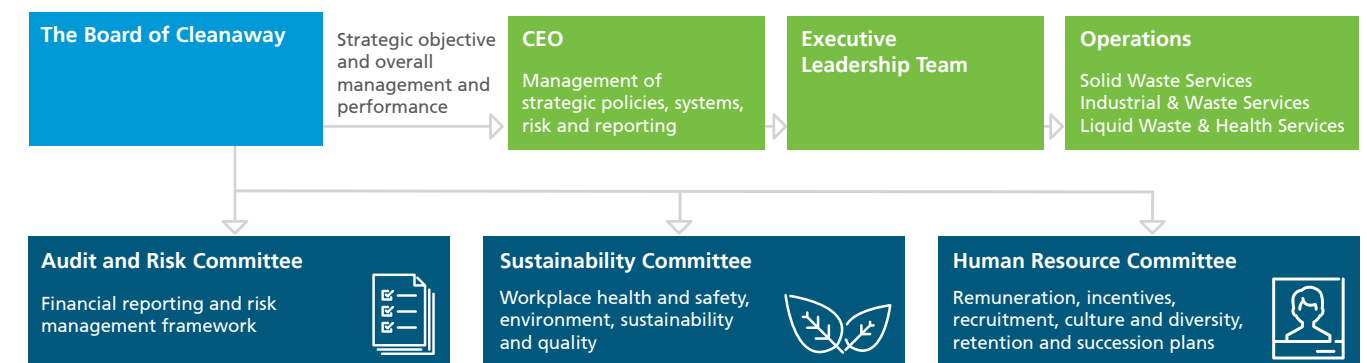 The Board of Cleanaway
Strategic objective
and overall
management and
performance
CEO
Management of
strategic policies, systems,
risk and reporting
Executive
Leadership Team
Operations
Solid Waste Services
Industrial & Waste Services
Liquid Waste & Health Services
Audit and Risk Committee
Financial reporting and risk
management framework
Sustainability Committee
Workplace health and safety,
environment, sustainability
and quality
Human Resource Committee
Remuneration, incentives,
recruitment, culture and diversity,
retention and succession plans